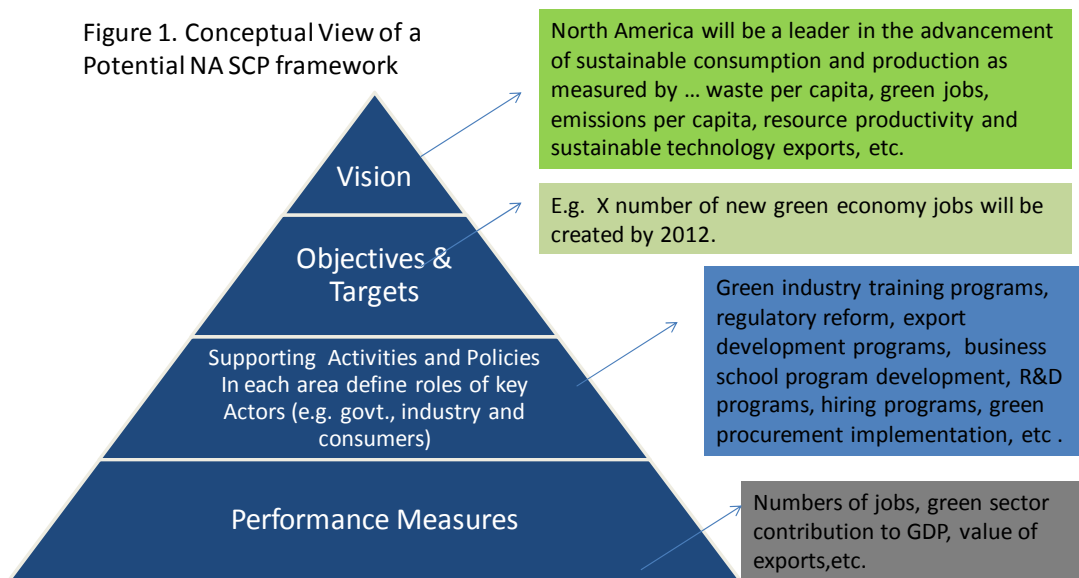 Figure 1. Conceptual View of a
Potential NA SCP framework
North America will be a leader in the advancement
of sustainable consumption and production as
measured by … waste per capita, green jobs,
emissions per capita, resource productivity and
sustainable technology exports, etc.
Vision
E.g.  X number of new green economy jobs will be
created by 2012.
Objectives &
Targets
Green industry training programs,
regulatory reform, export
development programs,  business
school program development, R&D
programs, hiring programs, green
procurement implementation, etc .
Supporting  Activities and Policies
In each area define roles of key
Actors (e.g. govt., industry and
consumers)
Performance Measures
Numbers of jobs, green sector
contribution to GDP, value of
exports,etc.